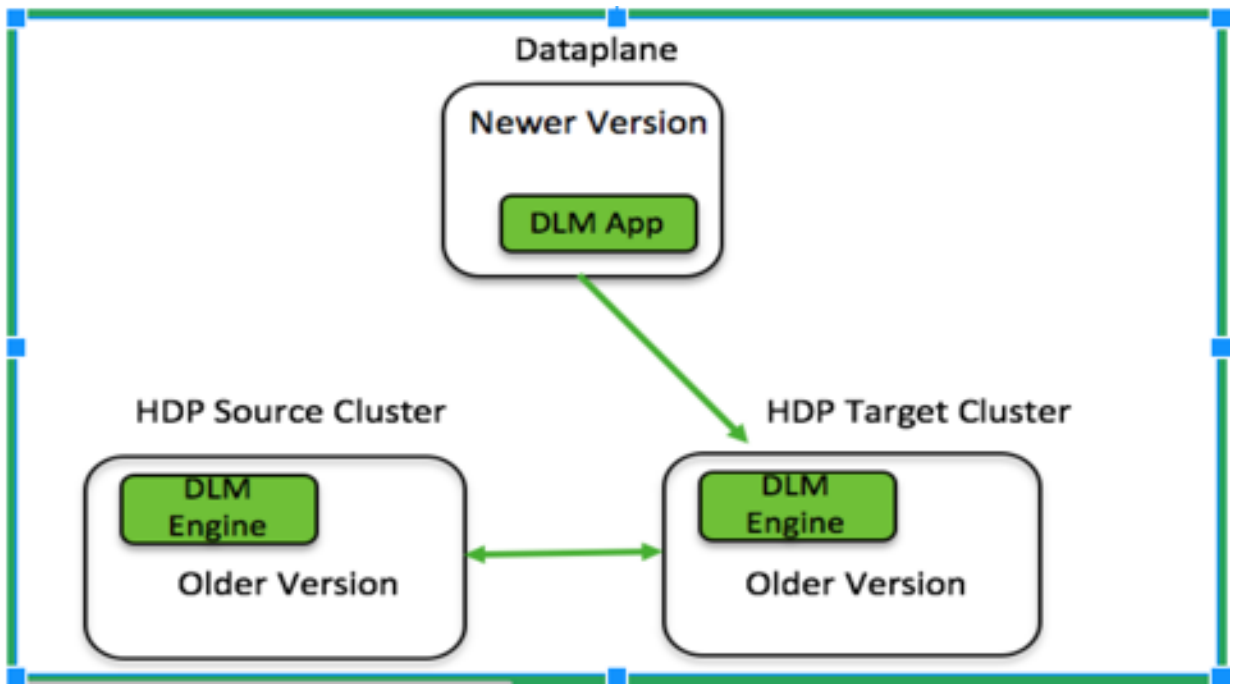 Dataplane
Newer Version
DLM App
HDP Source Cluster
HDP Target Cluster
DLM
Engine
Older Version
DLM
Engine
Older Version